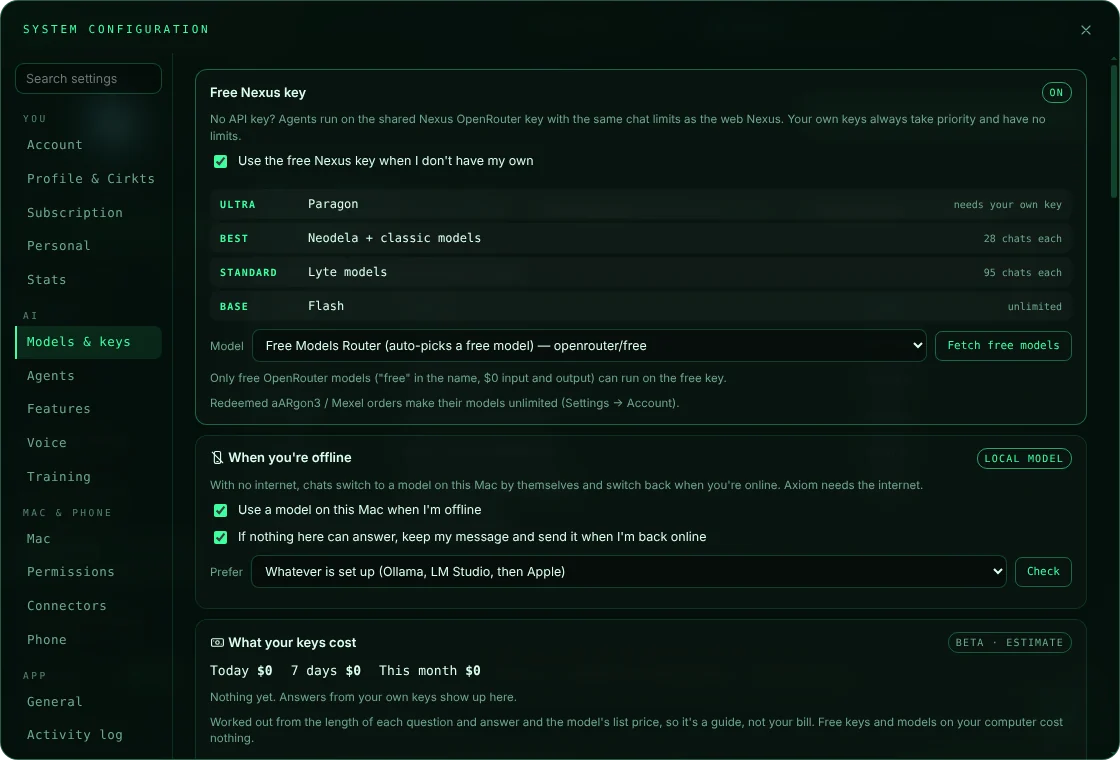 SYSTEM CONFIGURATION
Search settings
YOU
Account
Profile & Cirkts
Subscription
Personal
Stats
AI
Models & keys
Agents
Features
Voice
Training
MAC & PHONE
Mac
Permissions
Connectors
Phone
APP
General
Activity log
Free Nexus key
ON
No API key? Agents run on the shared Nexus OpenRouter key with the same chat limits as the web Nexus. Your own keys always take priority and have no
limits.
Use the free Nexus key when I don't have my own
ULTRA Paragon needs your own key
BEST Neodela + classic models 28 chats each
STANDARD Lyte models 95 chats each
BASE Flash unlimited
Model Free Models Router (auto-picks a free model) — openrouter/free Fetch free models
Only free OpenRouter models ("free" in the name, $0 input and output) can run on the free key.
Redeemed aARgon3 / Mexel orders make their models unlimited (Settings → Account).
When you're offline
LOCAL MODEL
With no internet, chats switch to a model on this Mac by themselves and switch back when you're online. Axiom needs the internet.
Use a model on this Mac when I'm offline
If nothing here can answer, keep my message and send it when I'm back online
Prefer Whatever is set up (Ollama, LM Studio, then Apple) Check
What your keys cost
BETA · ESTIMATE
Today $0 7 days $0 This month $0
Nothing yet. Answers from your own keys show up here.
Worked out from the length of each question and answer and the model's list price, so it's a guide, not your bill. Free keys and models on your computer cost
nothing.